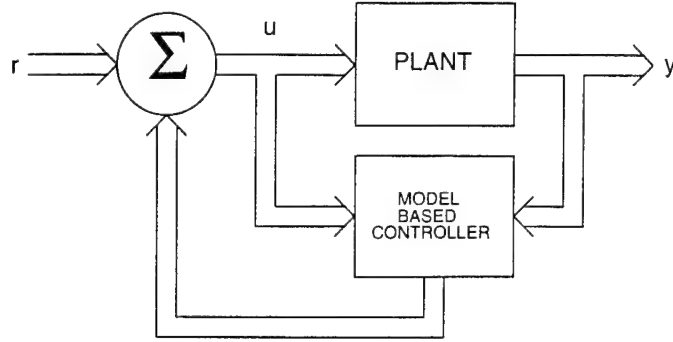 u
r
Σ
PLANT
y
MODEL
BASED
CONTROLLER